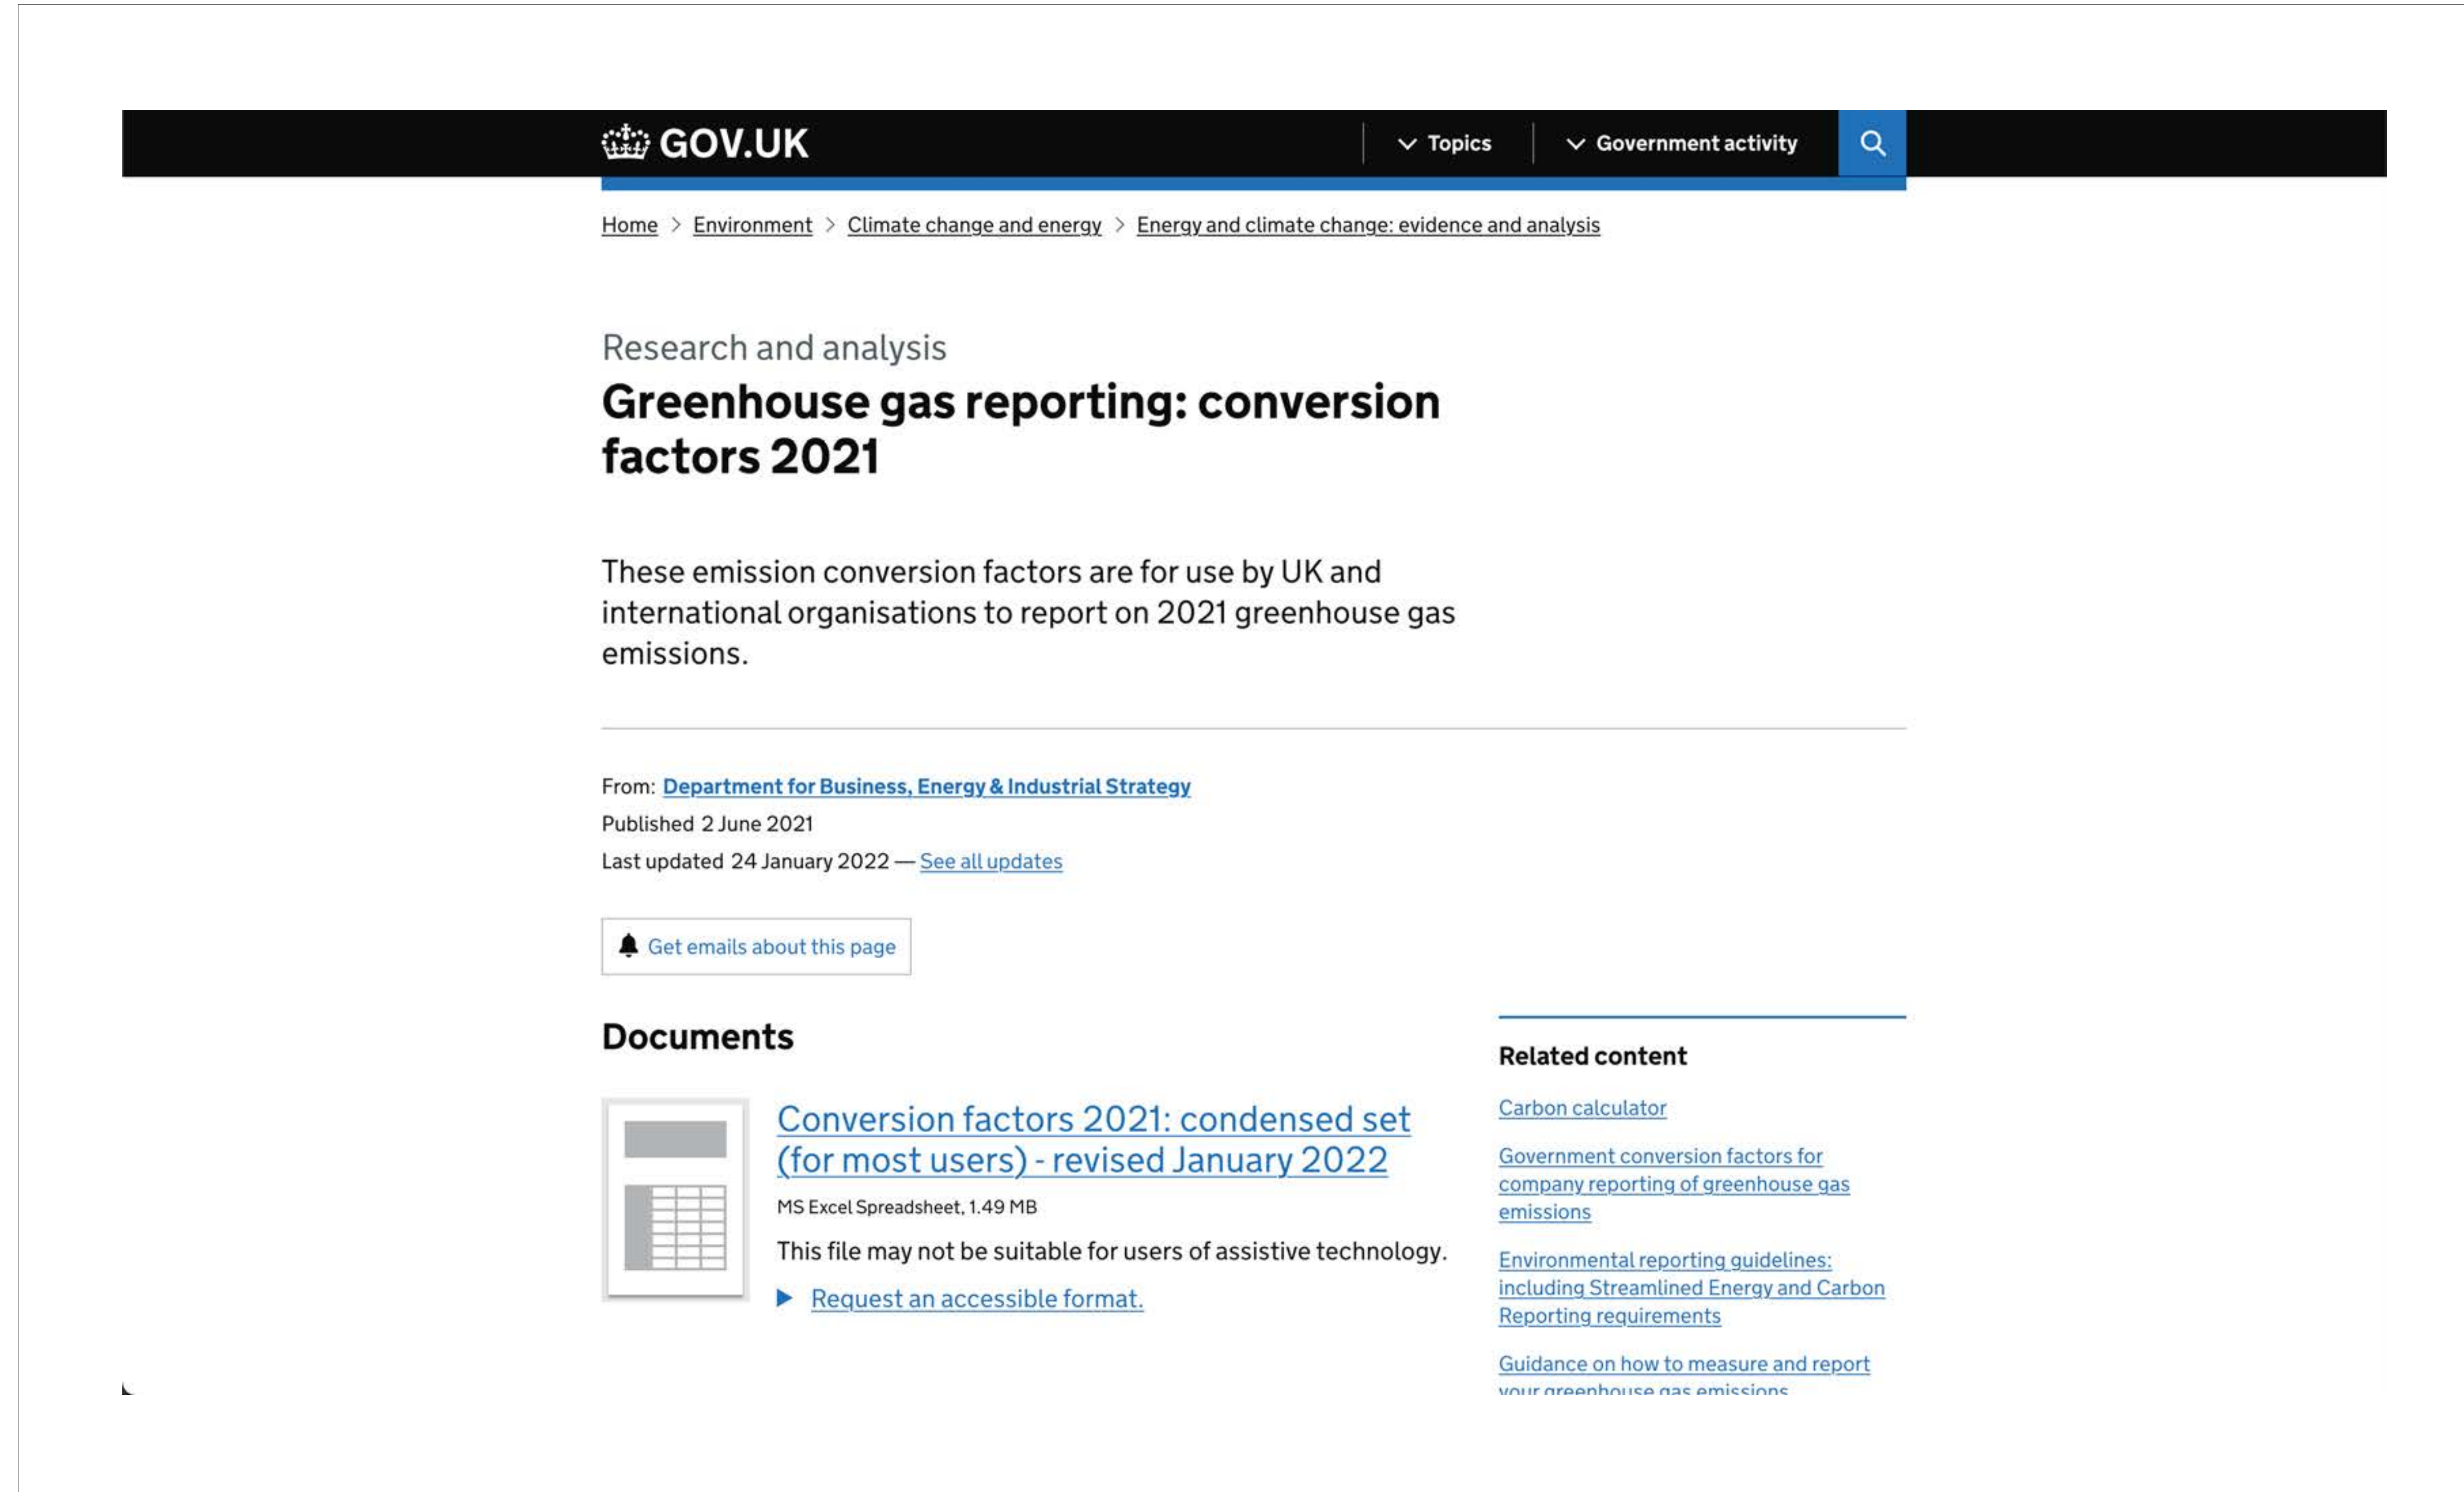 GOV.UK
Topics
Government activity
Home > Environment > Climate change and energy > Energy and climate change: evidence and analysis
Research and analysis
Greenhouse gas reporting: conversion
factors 2021
These emission conversion factors are for use by UK and
international organisations to report on 2021 greenhouse gas
emissions.
From: Department for Business, Energy & Industrial Strategy
Published 2 June 2021
Last updated 24 January 2022 — See all updates
Get emails about this page
Documents
Conversion factors 2021: condensed set
(for most users) - revised January 2022
MS Excel Spreadsheet, 1.49 MB
This file may not be suitable for users of assistive technology.
Request an accessible format.
Related content
Carbon calculator
Government conversion factors for
company reporting of greenhouse gas
emissions
Environmental reporting guidelines:
including Streamlined Energy and Carbon
Reporting requirements
Guidance on how to measure and report
your greenhouse gas emissions